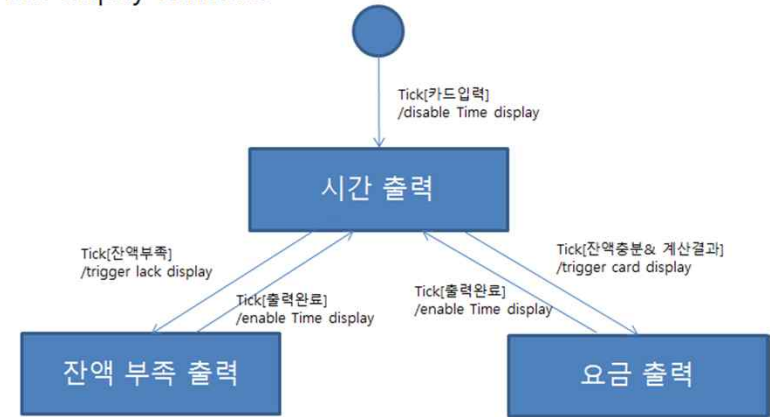 Tick[카드입력]
/disable Time display
시간 출력
Tick[잔액부족]
/trigger lack display
Tick[잔액충분& 계산결과]
/trigger card display
Tick[출력완료]
/enable Time display
Tick[출력완료]
/enable Time display
잔액 부족 출력
요금 출력